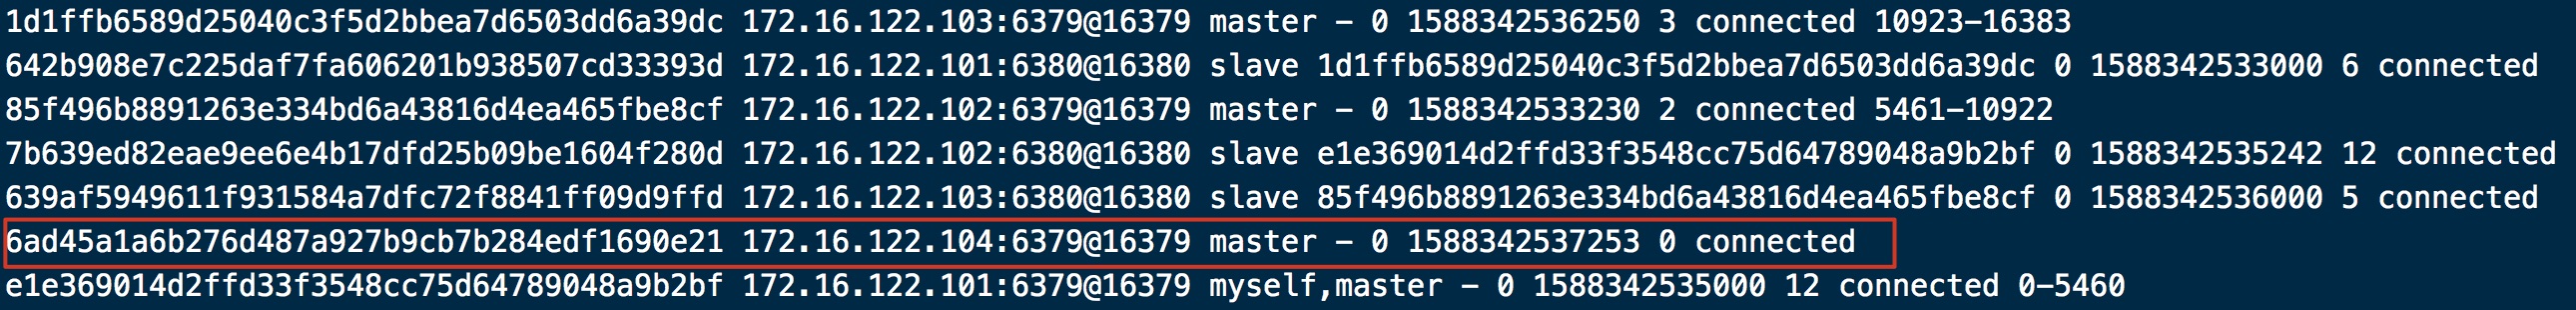 1d1ffb6589d25040c3f5d2bbea7d6503dd6a39dc 172.16.122.103:6379@16379 master - 0 1588342536250 3 connected 10923-16383
642b908e7c225daf7fa606201b938507cd33393d 172.16.122.101:6380@16380 slave 1d1ffb6589d25040c3f5d2bbea7d6503dd6a39dc 0 1588342533000 6 connected
85f496b8891263e334bd6a43816d4ea465fbe8cf 172.16.122.102:6379@16379 master - 0 1588342533230 2 connected 5461-10922
7b639ed82eae9ee6e4b17dfd25b09be1604f280d 172.16.122.102:6380@16380 slave e1e369014d2ffd33f3548cc75d64789048a9b2bf 0 1588342535242 12 connected
639af5949611f931584a7dfc72f8841ff09d9ffd 172.16.122.103:6380@16380 slave 85f496b8891263e334bd6a43816d4ea465fbe8cf 0 1588342536000 5 connected
6ad45a1a6b276d487a927b9cb7b284edf1690e21 172.16.122.104:6379@16379 master - 0 1588342537253 0 connected
e1e369014d2ffd33f3548cc75d64789048a9b2bf 172.16.122.101:6379@16379 myself,master - 0 1588342535000 12 connected 0-5460